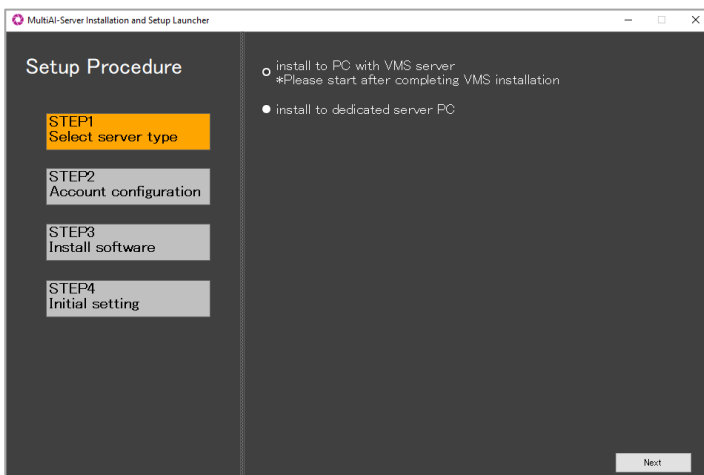 MultiAI-Server Installation and Setup Launcher
Setup Procedure
STEP1
Select server type
STEP2
Account configuration
STEP3
Install software
STEP4
Initial setting
install to PC with VMS server
*Please start after completing VMS installation
install to dedicated server PC
Next